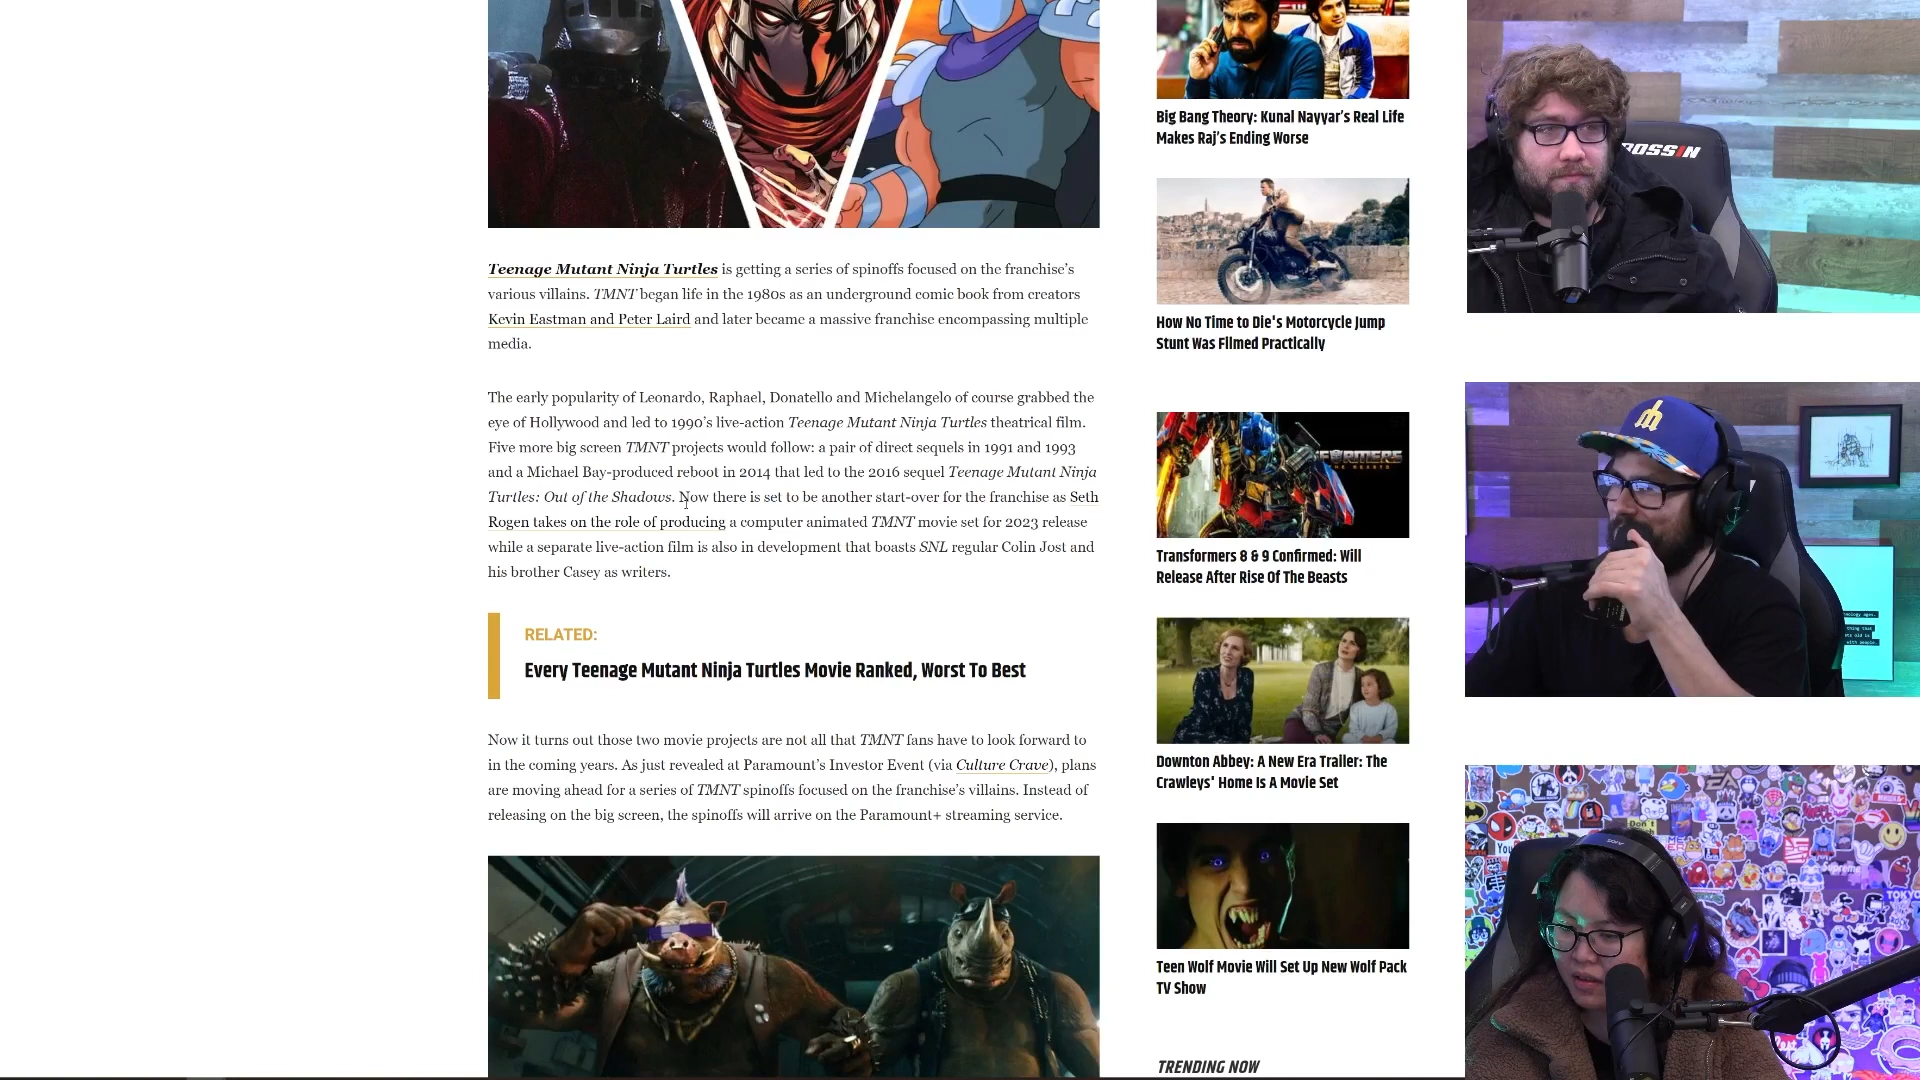 Teenage Mutant Ninja Turtles is getting a series of spinoffs focused on the franchise's
various villains. TMNT began life in the 1980s as an underground comic book from creators
Kevin Eastman and Peter Laird and later became a massive franchise encompassing multiple
media.
The early popularity of Leonardo, Raphael, Donatello and Michelangelo of course grabbed the
eye of Hollywood and led to 1990's live-action Teenage Mutant Ninja Turtles theatrical film.
Five more big screen TMNT projects would follow: a pair of direct sequels in 1991 and 1993
and a Michael Bay-produced reboot in 2014 that led to the 2016 sequel Teenage Mutant Ninja
Turtles: Out of the Shadows. Now there is set to be another start-over for the franchise as Seth
Rogen takes on the role of producing a computer animated TMNT movie set for 2023 release
while a separate live-action film is also in development that boasts SNL regular Colin Jost and
his brother Casey as writers.
RELATED:
Every Teenage Mutant Ninja Turtles Movie Ranked, Worst To Best
Now it turns out those two movie projects are not all that TMNT fans have to look forward to
in the coming years. As just revealed at Paramount's Investor Event (via Culture Crave), plans
are moving ahead for a series of TMNT spinoffs focused on the franchise's villains. Instead of
releasing on the big screen, the spinoffs will arrive on the Paramount+ streaming service.
Big Bang Theory: Kunal Nayyar's Real Life
Makes Raj's Ending Worse
How No Time to Die's Motorcycle Jump
Stunt Was Filmed Practically
Transformers 8 & 9 Confirmed: Will
Release After Rise Of The Beasts
Downton Abbey: A New Era Trailer: The
Crawleys' Home Is A Movie Set
Teen Wolf Movie Will Set Up New Wolf Pack
TV Show
TRENDING NOW